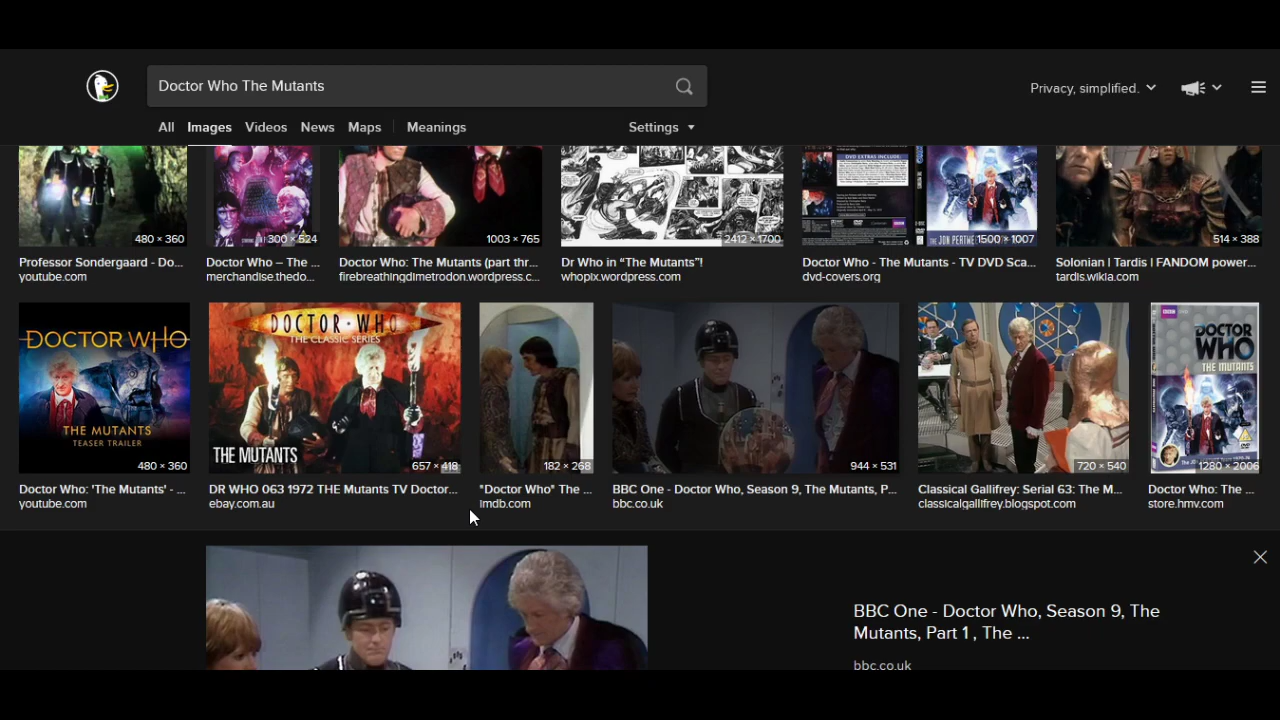 Doctor Who The Mutants
Privacy, simplified.
All Images Videos News Maps Meanings
Settings
DVD EXTRAS INCLUDE:
THE JON PERTWEE
480 × 360
300 × 524
1003 × 765
2412 × 1700
1500 × 1007
514 × 388
Professor Sondergaard - Do...
youtube.com
Doctor Who – The ...
merchandise.thedo...
Doctor Who: The Mutants (part thr...
firebreathingdimetrodon.wordpress.c...
Dr Who in “The Mutants”!
whopix.wordpress.com
Doctor Who - The Mutants - TV DVD Sca...
dvd-covers.org
Solonian | Tardis | FANDOM power...
tardis.wikia.com
DOCTOR WHO
THE MUTANTS
TEASER TRAILER
480 × 360
DOCTOR WHO
THE CLASSIC SERIES
THE MUTANTS
657 × 418
182 × 268
944 × 531
720 × 540
BBC DVD
DOCTOR
WHO
THE MUTANTS
1280 × 2006
Doctor Who: 'The Mutants' - ...
youtube.com
DR WHO 063 1972 THE Mutants TV Doctor...
ebay.com.au
"Doctor Who" The ...
imdb.com
BBC One - Doctor Who, Season 9, The Mutants, P...
bbc.co.uk
Classical Gallifrey: Serial 63: The M...
classicalgallifrey.blogspot.com
Doctor Who: The ...
store.hmv.com
BBC One - Doctor Who, Season 9, The
Mutants, Part 1 , The ...
bbc.co.uk